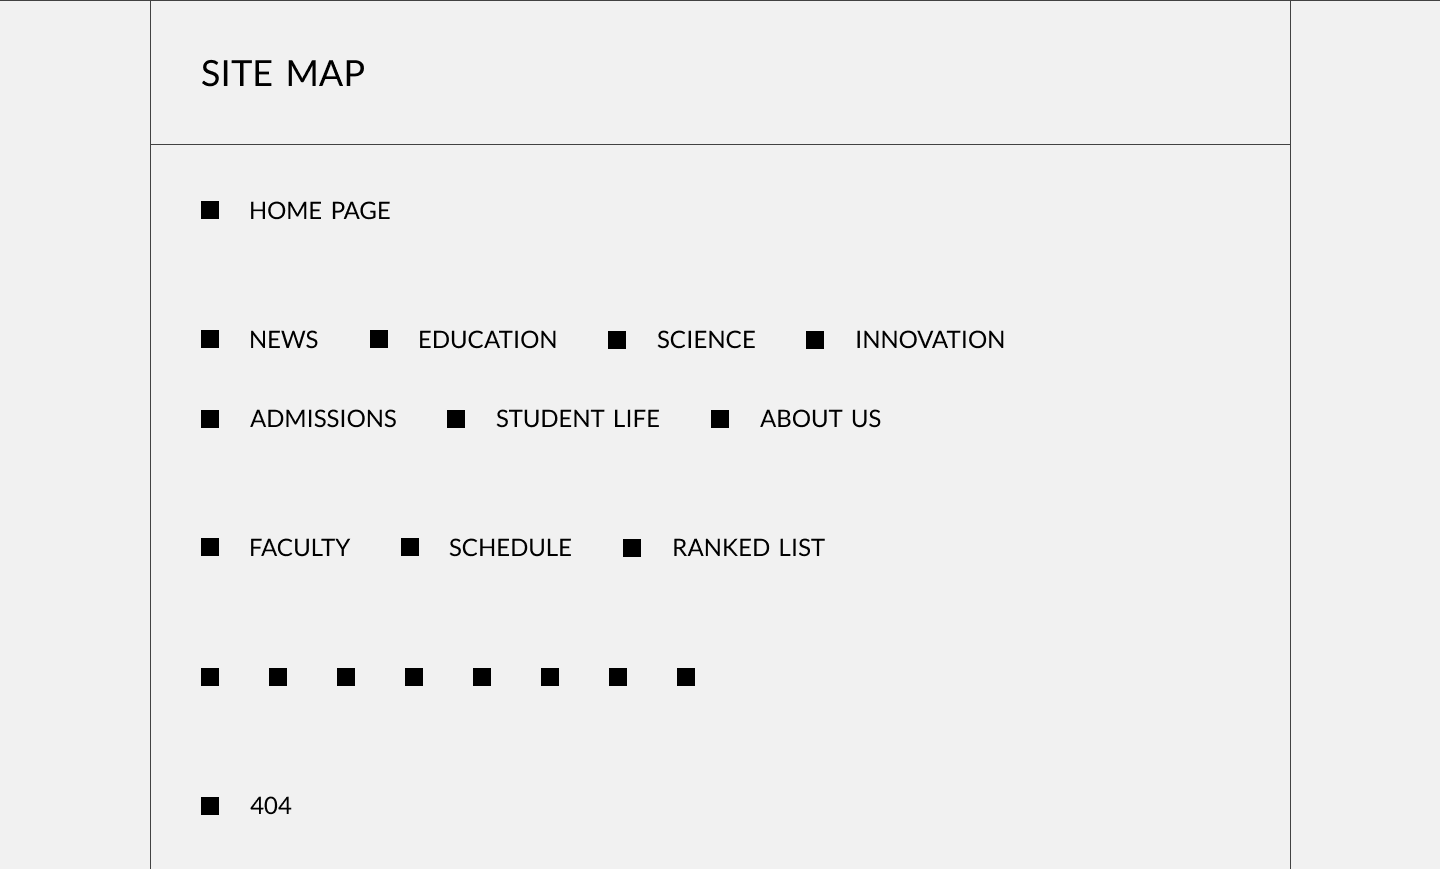 SITE MAP
HOME PAGE
NEWS EDUCATION SCIENCE INNOVATION
ADMISSIONS STUDENT LIFE ABOUT US
FACULTY SCHEDULE RANKED LIST
404